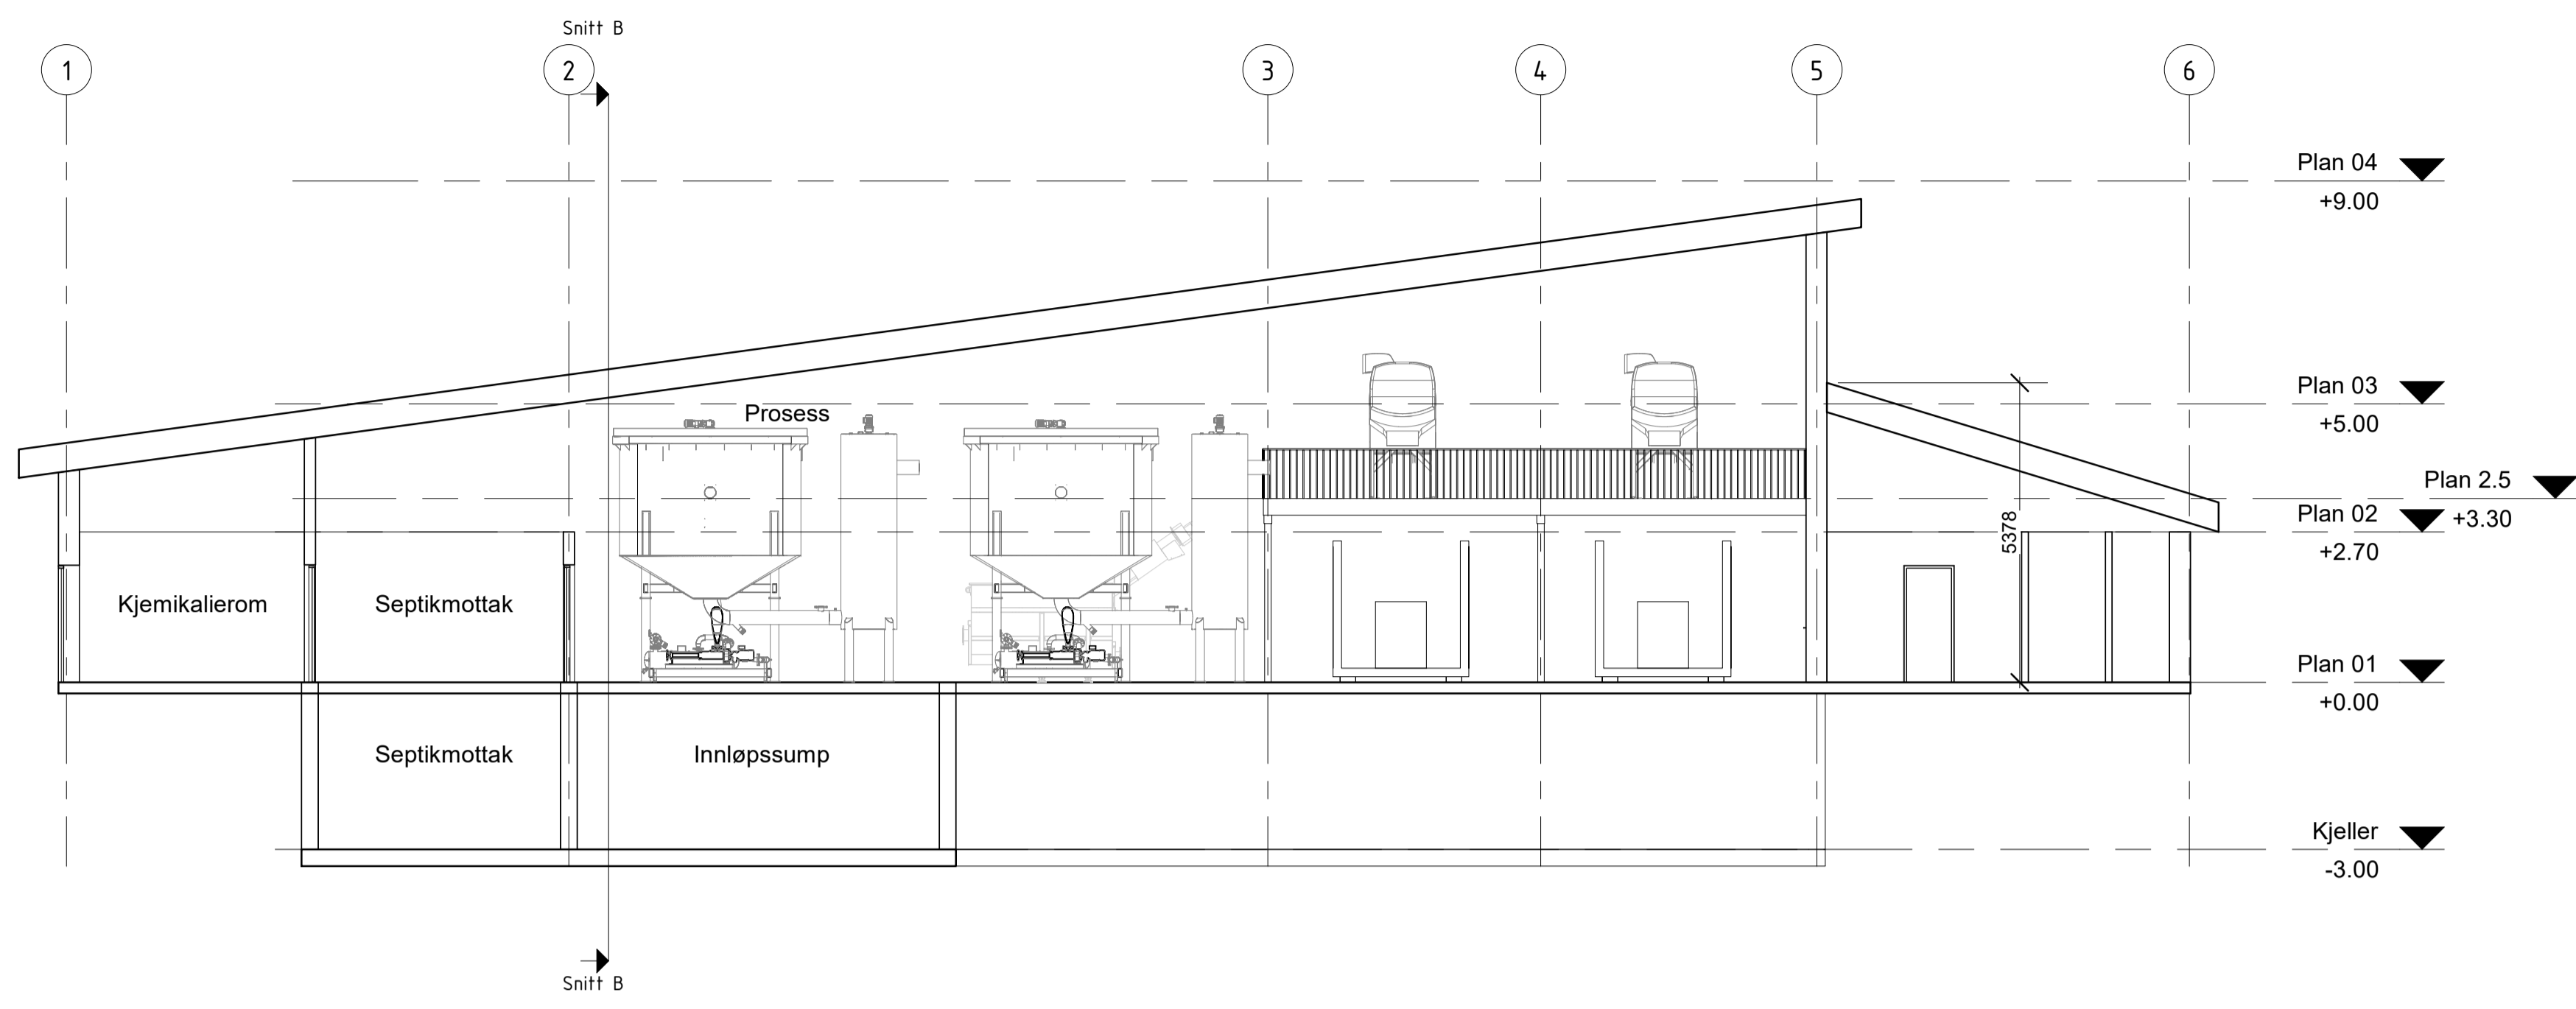 Snitt B
1
2
3
4
5
6
Plan 04
+9.00
Plan 03
+5.00
Prosess
Plan 2.5
+3.30
Plan 02
+2.70
5378
Kjemikalierom
Septikmottak
Plan 01
+0.00
Septikmottak
Innløpssump
Kjeller
-3.00
Snitt B